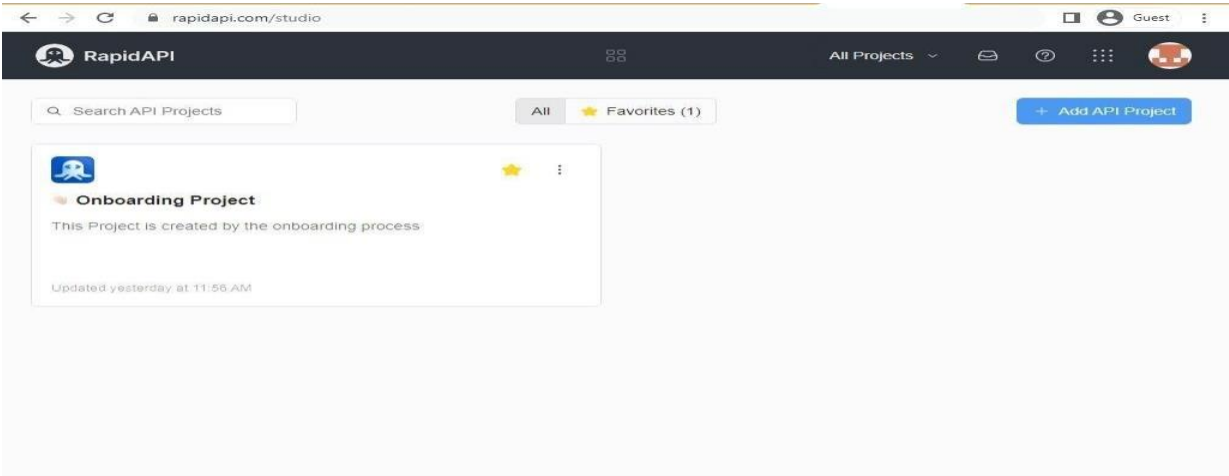 rapidapi.com/studio
Guest
RapidAPI
All Projects
Search API Projects
All
Favorites (1)
+ Add API Project
Onboarding Project
This Project is created by the onboarding process
Updated yesterday at 11:56 AM